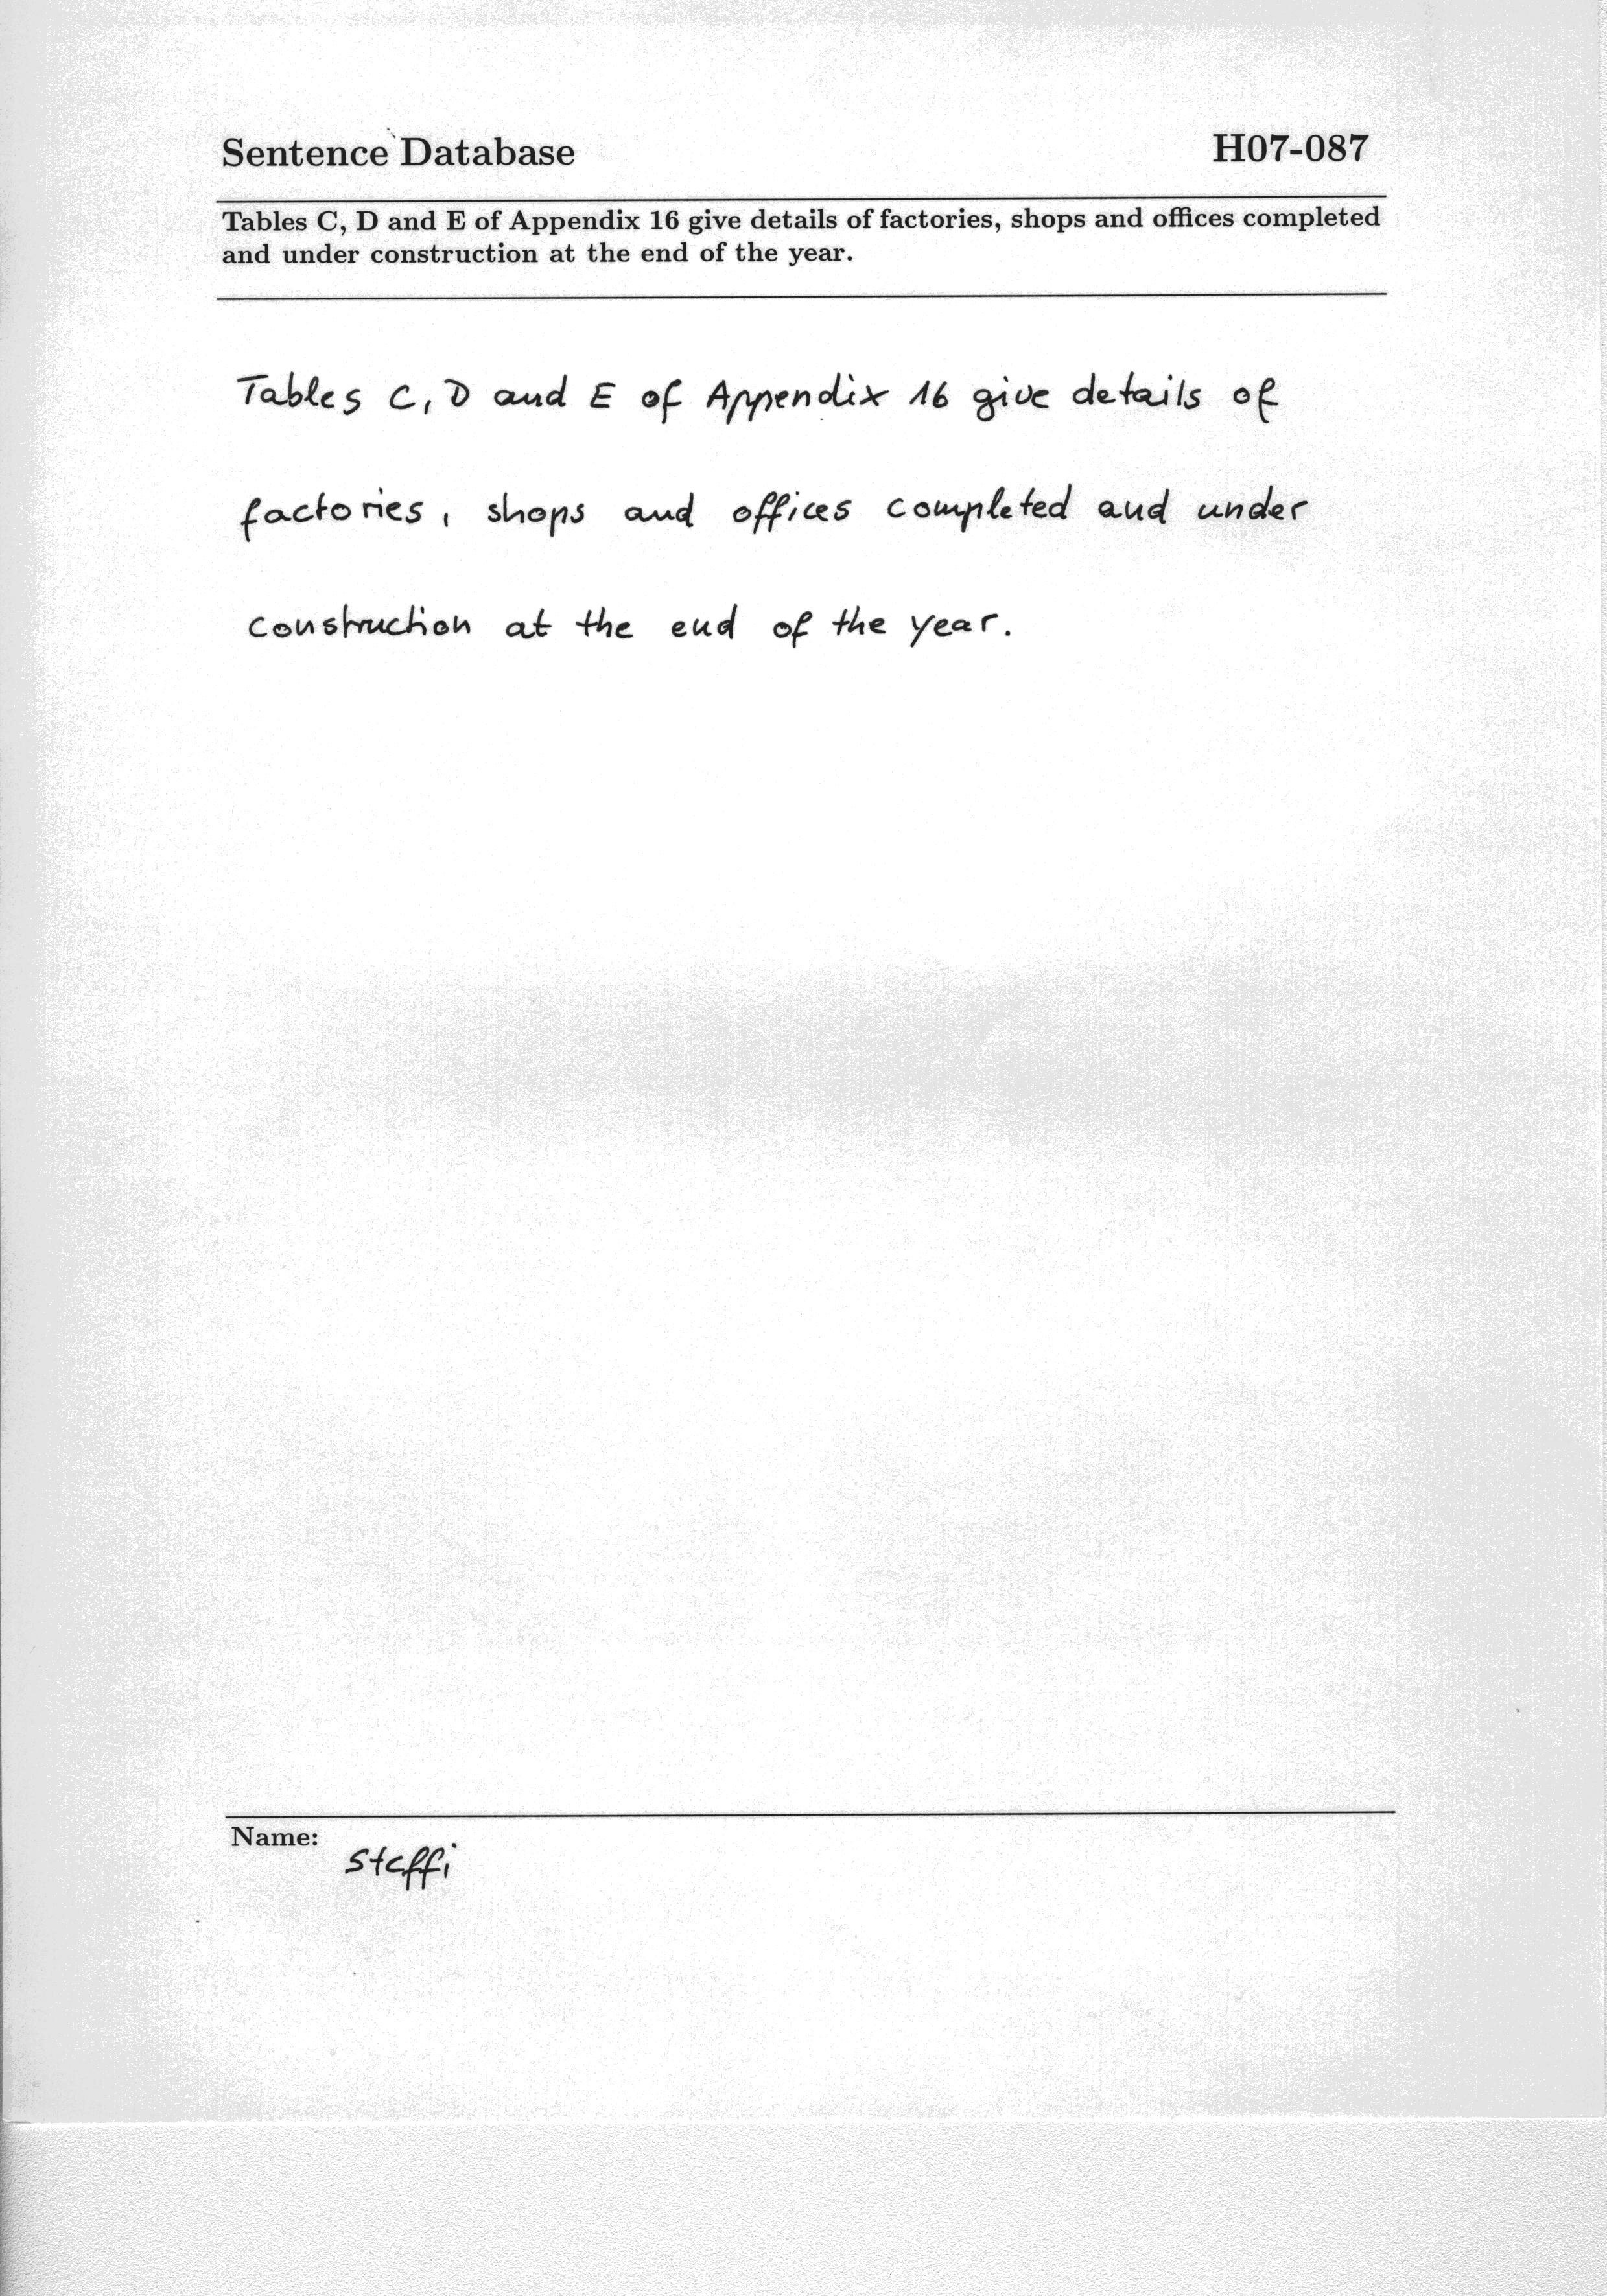 Sentence Database
H07-087
Tables C, D and E of Appendix 16 give details of factories, shops and offices completed
and under construction at the end of the year.
Tables C, D and E of Appendix 16 give details of
factories, shops and offices completed and under
construction at the end of the year.
Name:
Steffi